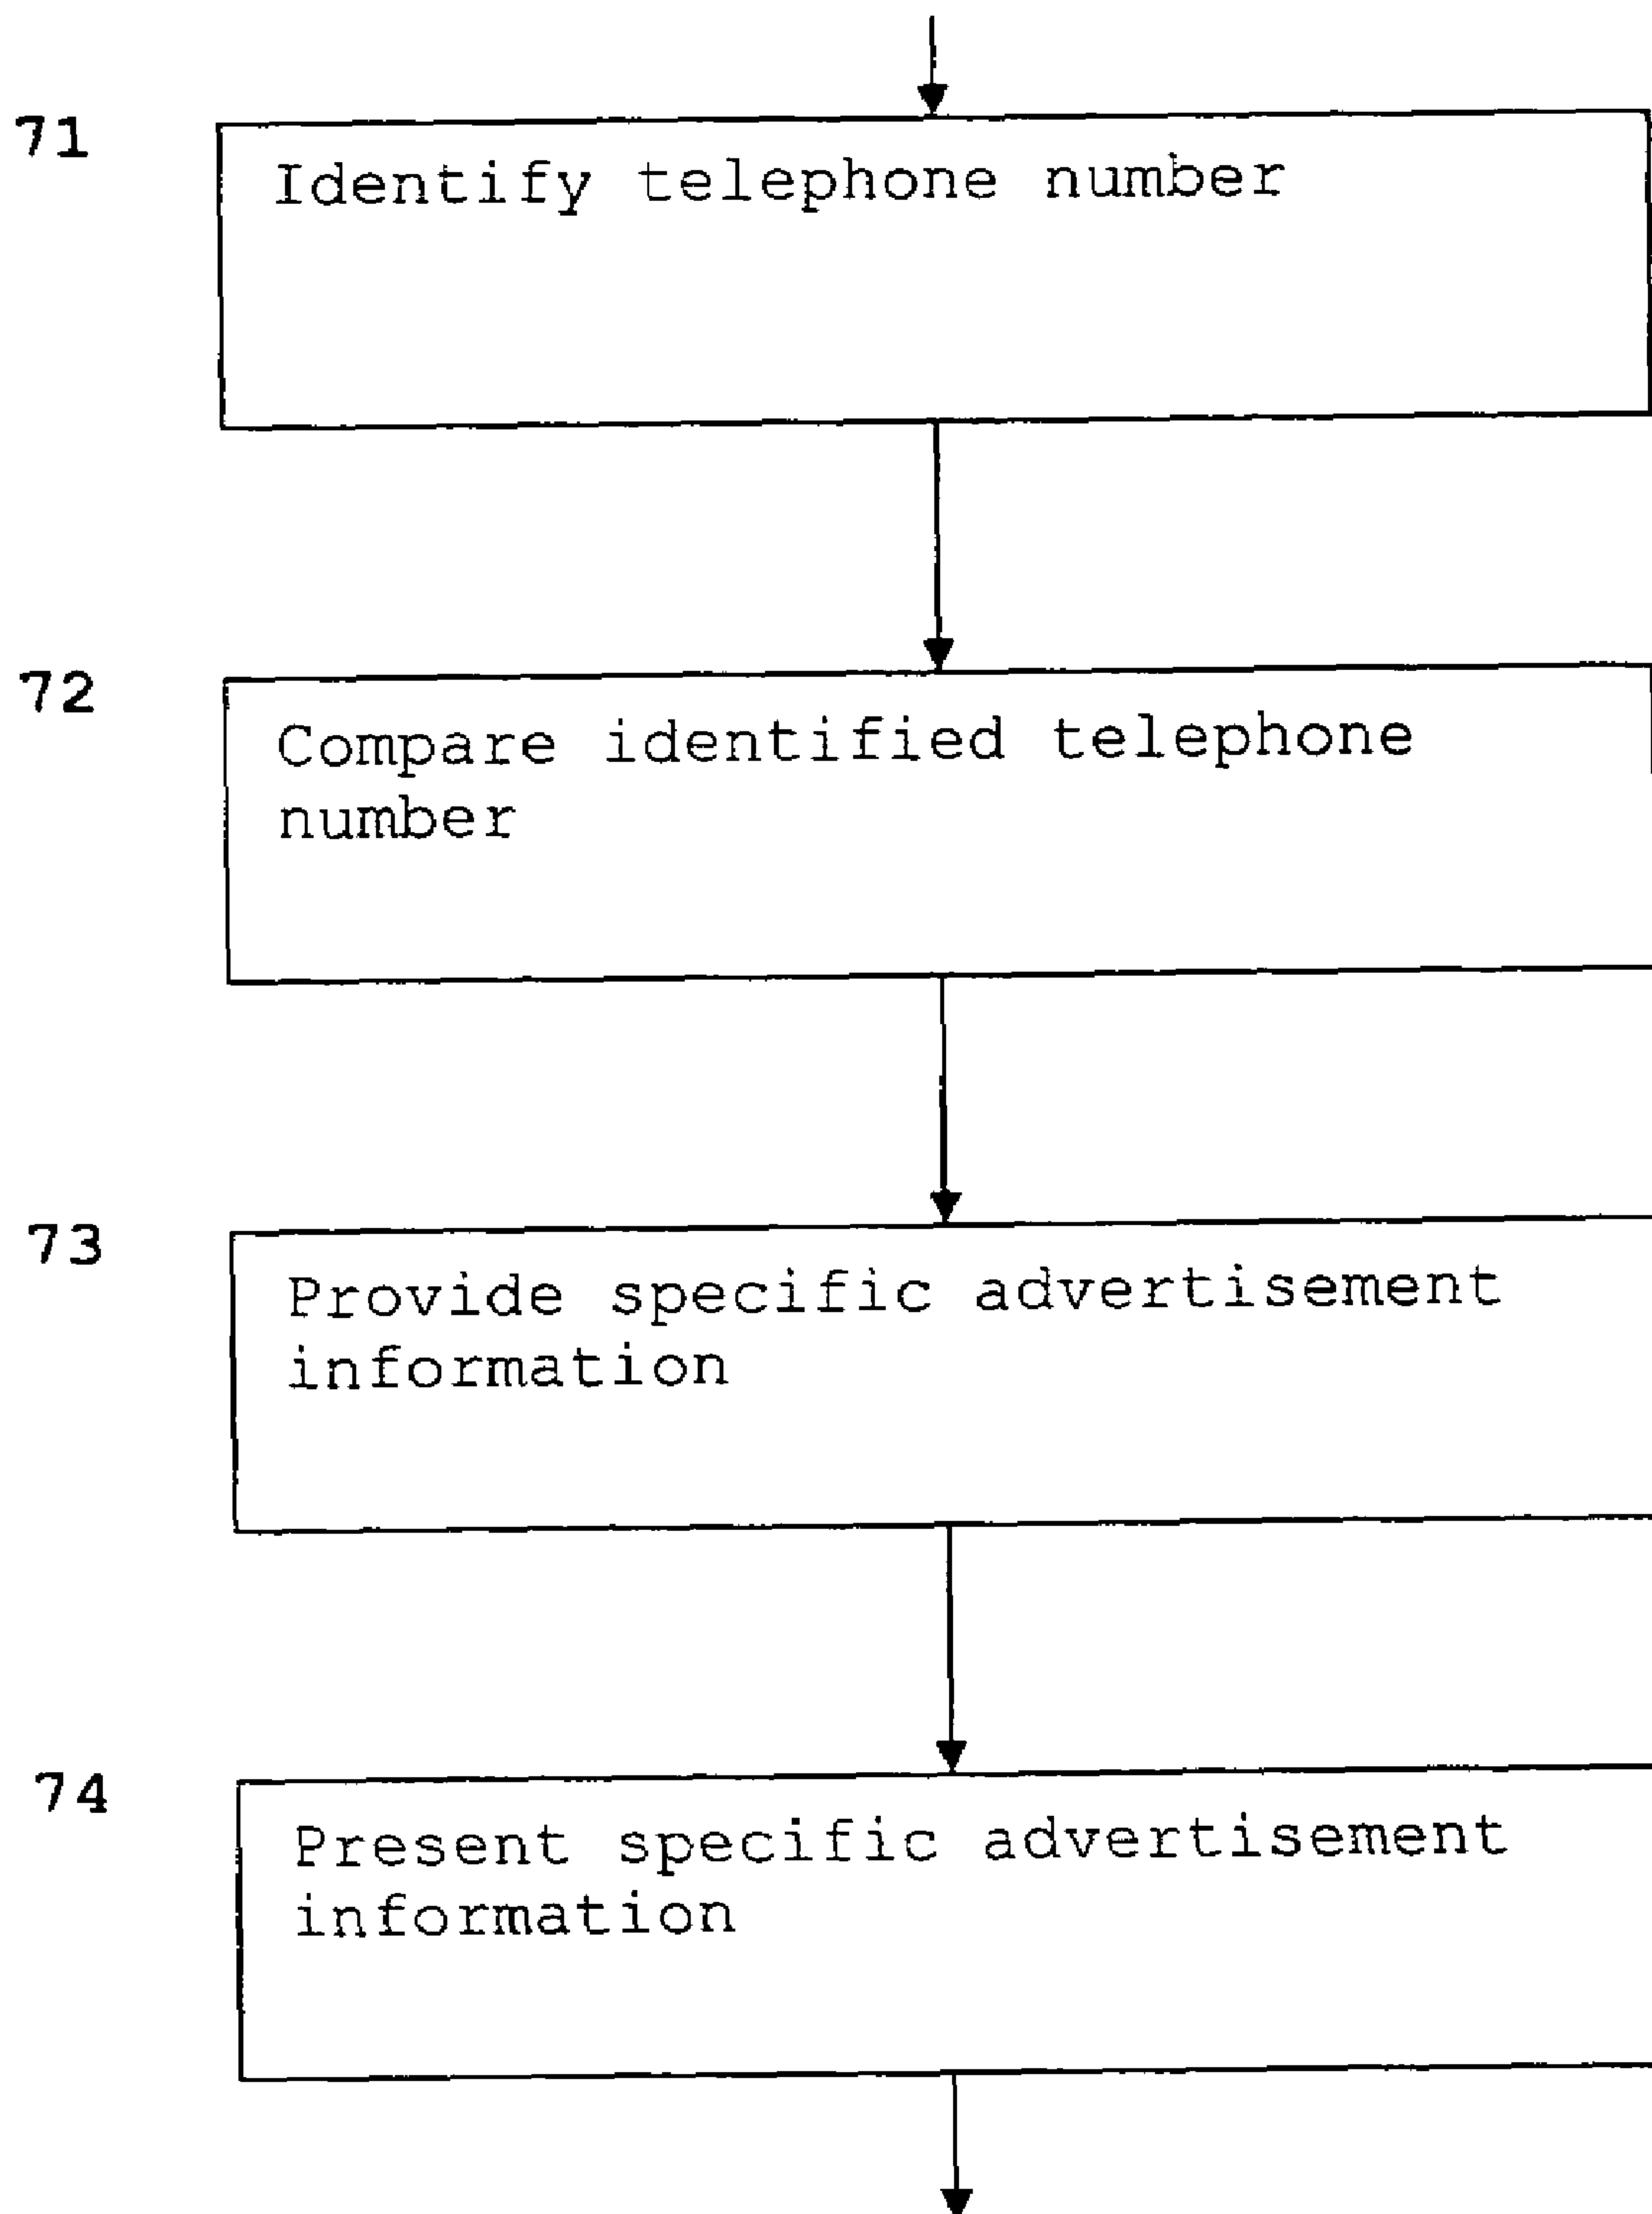 71
Identify telephone number
72
Compare identified telephone
number
73
Provide specific advertisement
information
74
Present specific advertisement
information